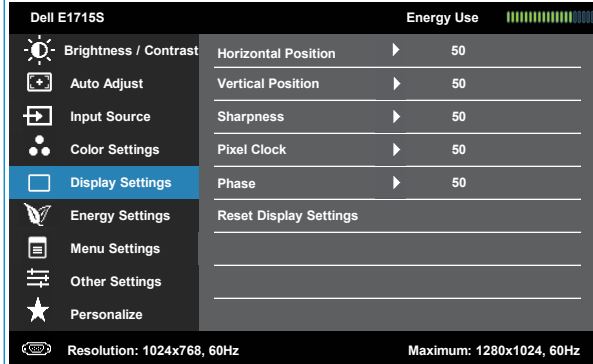 Dell E1715S Energy Use
Brightness / Contrast Horizontal Position 50
Auto Adjust Vertical Position 50
Input Source Sharpness 50
Color Settings Pixel Clock 50
Display Settings Phase 50
Energy Settings Reset Display Settings
Menu Settings
Other Settings
Personalize
Resolution: 1024x768, 60Hz Maximum: 1280x1024, 60Hz